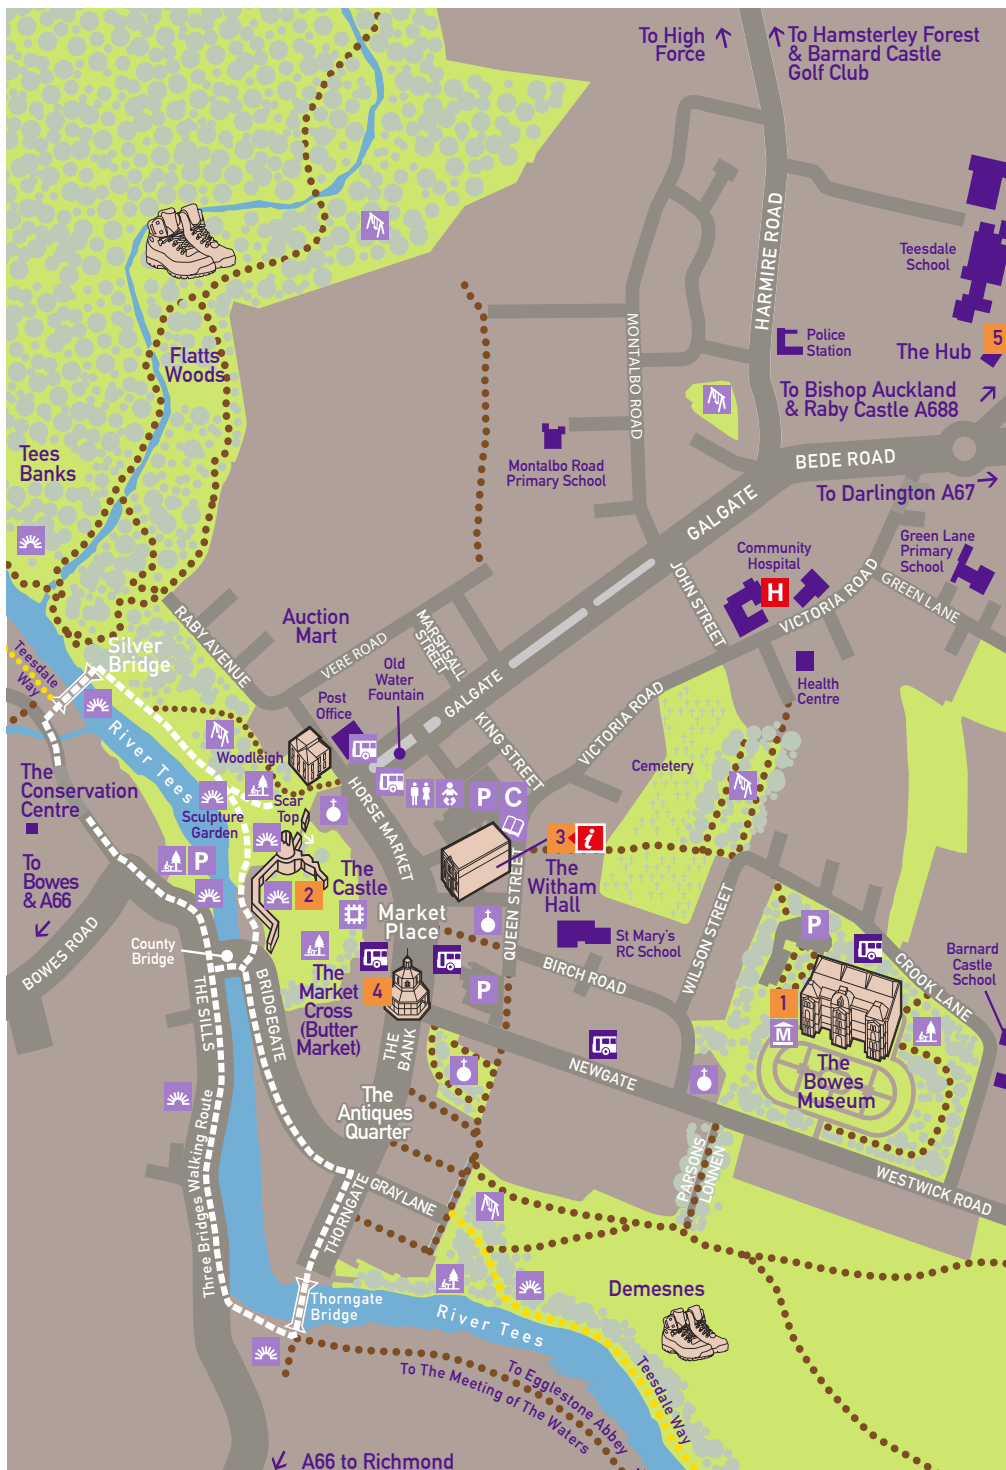 To High
Force
To Hamsterley Forest
& Barnard Castle
Golf Club
HARMIRE ROAD
Teesdale
School
MONTALBO ROAD
Police
Station
The Hub
5
Flatts
Woods
To Bishop Auckland
& Raby Castle A688
Tees
Banks
Montalbo Road
Primary School
BEDE ROAD
To Darlington A67
GALGATE
Community
Hospital
H
Green Lane
Primary
School
JOHN STREET
VICTORIA ROAD
GREEN LANE
RABY AVENUE
Auction
Mart
MARSHSALL
STREET
VERE ROAD
Silver
Bridge
Teesdale
Way
Old
Water
Fountain
GALGATE
Post
Office
KING STREET
VICTORIA ROAD
Health
Centre
River Tees
Woodleigh
Cemetery
The
Conservation
Centre
Sculpture
Garden
Scar
Top
HORSE MARKET
P
C
3
i
The
Witham
Hall
To
Bowes
& A66
P
2
The
Castle
QUEEN STREET
WILSON STREET
Market
Place
St Mary's
RC School
P
County
Bridge
BOWES ROAD
BIRCH ROAD
CROOK LANE
Barnard
Castle
School
THE SILLS
BRIDGEGATE
The
Market
Cross
(Butter
Market)
4
P
1
M
THE
BANK
NEWGATE
The
Bowes
Museum
The
Antiques
Quarter
Three Bridges Walking Route
PARSONS
LONNEN
WESTWICK ROAD
GRAY LANE
THORNGATE
Demesnes
Thorngate
Bridge
River Tees
To Egglestone Abbey
To The Meeting of The Waters
Teesdale Way
A66 to Richmond